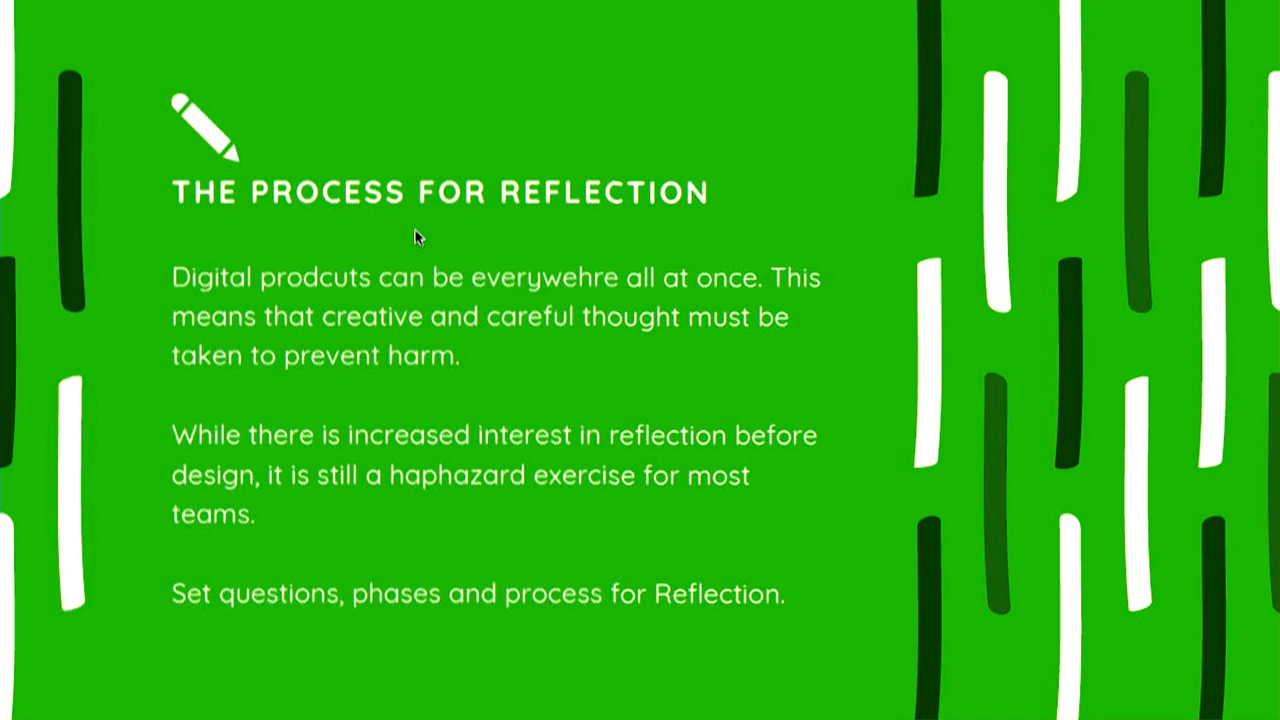 THE PROCESS FOR REFLECTION
Digital prodcuts can be everywehre all at once. This
means that creative and careful thought must be
taken to prevent harm.
While there is increased interest in reflection before
design, it is still a haphazard exercise for most
teams.
Set questions, phases and process for Reflection.